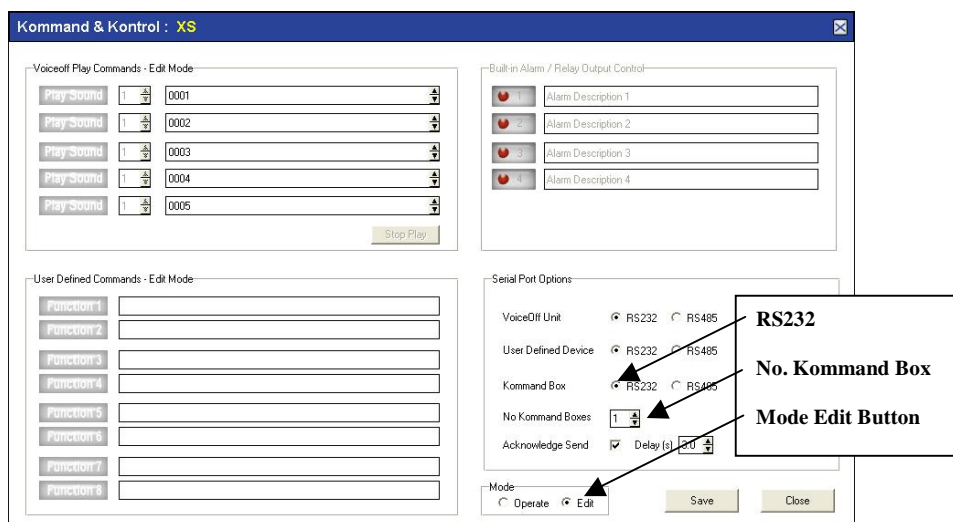 Kommand & Kontrol : XS
Voiceoff Play Commands - Edit Mode
Play Sound 1 0001
Play Sound 1 0002
Play Sound 1 0003
Play Sound 1 0004
Play Sound 1 0005
Stop Play
Built-in Alarm / Relay Output Control
1 Alarm Description 1
2 Alarm Description 2
3 Alarm Description 3
4 Alarm Description 4
User Defined Commands - Edit Mode
Function 1
Function 2
Function 3
Function 4
Function 5
Function 6
Function 7
Function 8
Serial Port Options
VoiceOff Unit RS232 RS485
User Defined Device RS232 RS485
Kommand Box RS232 RS485
No Kommand Boxes 1
Acknowledge Send Delay (s) 3.0
Mode
Operate Edit
Save
Close
RS232
No. Kommand Box
Mode Edit Button